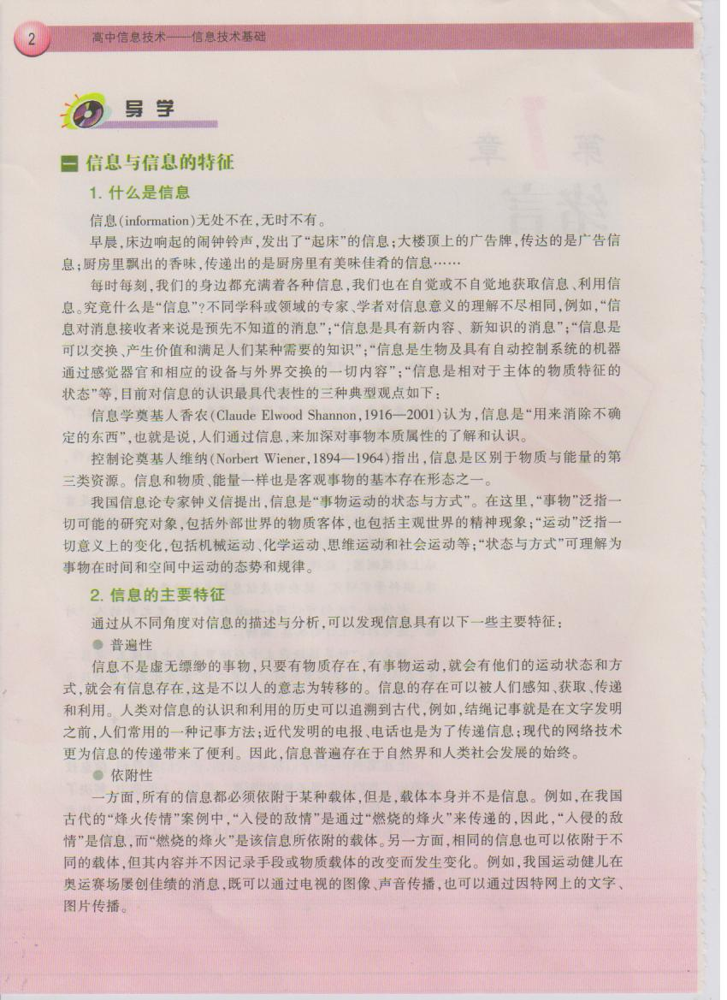 2
高中信息技术——信息技术基础
导学
一 信息与信息的特征
1. 什么是信息
信息(information)无处不在,无时不有。
早晨,床边响起的闹钟铃声,发出了“起床”的信息;大楼顶上的广告牌,传达的是广告信
息;厨房里飘出的香味,传递出的是厨房里有美味佳肴的信息……
每时每刻,我们的身边都充满着各种信息,我们也在自觉或不自觉地获取信息、利用信
息。究竟什么是“信息”?不同学科或领域的专家、学者对信息意义的理解不尽相同,例如,“信
息对消息接收者来说是预先不知道的消息”;“信息是具有新内容、新知识的消息”;“信息是
可以交换、产生价值和满足人们某种需要的知识”;“信息是生物及具有自动控制系统的机器
通过感觉器官和相应的设备与外界交换的一切内容”;“信息是相对于主体的物质特征的
状态”等,目前对信息的认识最具代表性的三种典型观点如下:
信息学奠基人香农(Claude Elwood Shannon,1916—2001)认为,信息是“用来消除不确
定的东西”,也就是说,人们通过信息,来加深对事物本质属性的了解和认识。
控制论奠基人维纳(Norbert Wiener,1894—1964)指出,信息是区别于物质与能量的第
三类资源。信息和物质、能量一样也是客观事物的基本存在形态之一。
我国信息论专家钟义信提出,信息是“事物运动的状态与方式”。在这里,“事物”泛指一
切可能的研究对象,包括外部世界的物质客体,也包括主观世界的精神现象;“运动”泛指一
切意义上的变化,包括机械运动、化学运动、思维运动和社会运动等;“状态与方式”可理解为
事物在时间和空间中运动的态势和规律。
2. 信息的主要特征
通过从不同角度对信息的描述与分析,可以发现信息具有以下一些主要特征:
● 普遍性
信息不是虚无缥缈的事物,只要有物质存在,有事物运动,就会有他们的运动状态和方
式,就会有信息存在,这是不以人的意志为转移的。信息的存在可以被人们感知、获取、传递
和利用。人类对信息的认识和利用的历史可以追溯到古代,例如,结绳记事就是在文字发明
之前,人们常用的一种记事方法;近代发明的电报、电话也是为了传递信息;现代的网络技术
更为信息的传递带来了便利。因此,信息普遍存在于自然界和人类社会发展的始终。
● 依附性
一方面,所有的信息都必须依附于某种载体,但是,载体本身并不是信息。例如,在我国
古代的“烽火传情”案例中,“入侵的敌情”是通过“燃烧的烽火”来传递的,因此,“入侵的敌
情”是信息,而“燃烧的烽火”是该信息所依附的载体。另一方面,相同的信息也可以依附于不
同的载体,但其内容并不因记录手段或物质载体的改变而发生变化。例如,我国运动健儿在
奥运赛场屡创佳绩的消息,既可以通过电视的图像、声音传播,也可以通过因特网上的文字、
图片传播。